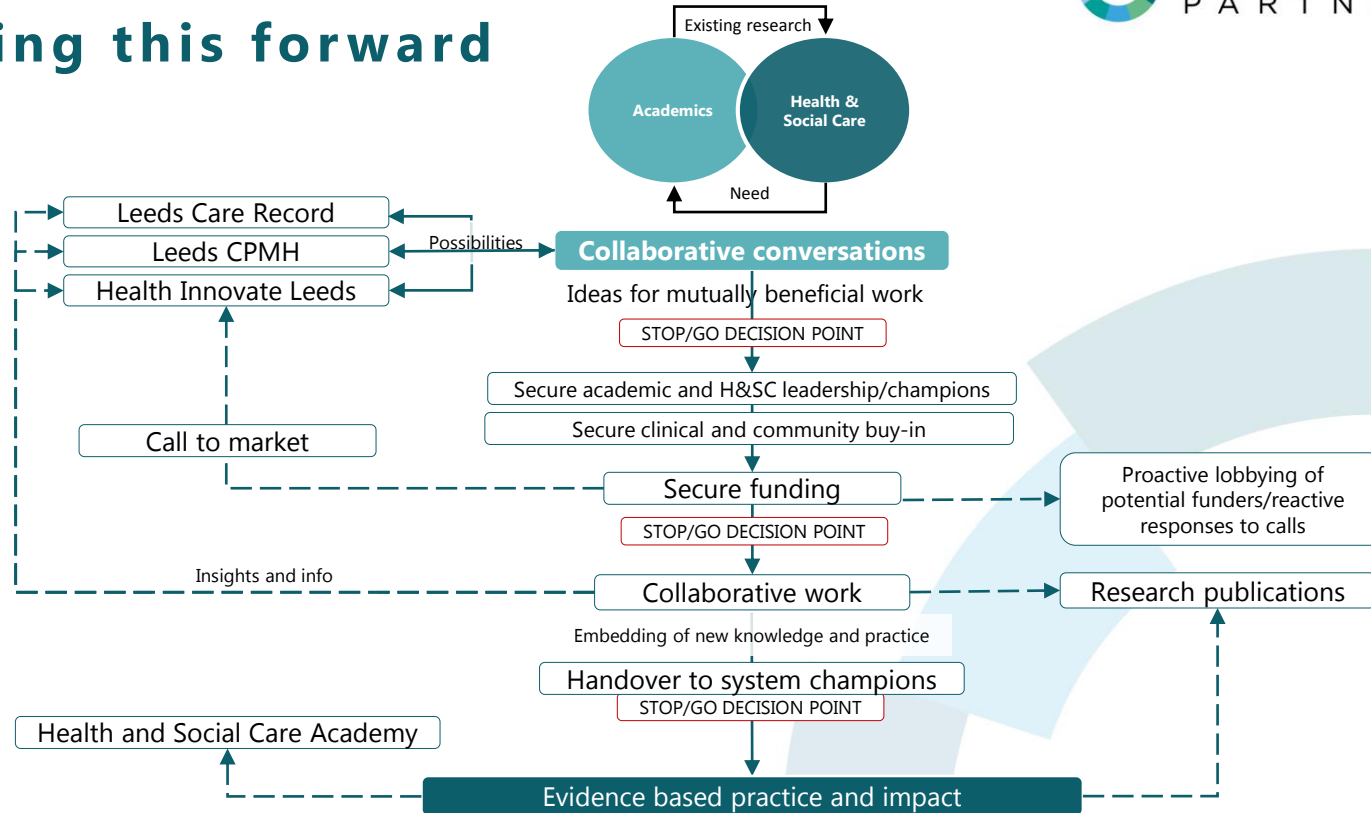 ing this forward
PARTN
Existing research
Academics
Health &
Social Care
Need
Leeds Care Record
Leeds CPMH
Health Innovate Leeds
Possibilities
Collaborative conversations
Ideas for mutually beneficial work
STOP/GO DECISION POINT
Secure academic and H&SC leadership/champions
Secure clinical and community buy-in
Call to market
Secure funding
Proactive lobbying of
potential funders/reactive
responses to calls
STOP/GO DECISION POINT
Insights and info
Collaborative work
Research publications
Embedding of new knowledge and practice
Handover to system champions
STOP/GO DECISION POINT
Health and Social Care Academy
Evidence based practice and impact